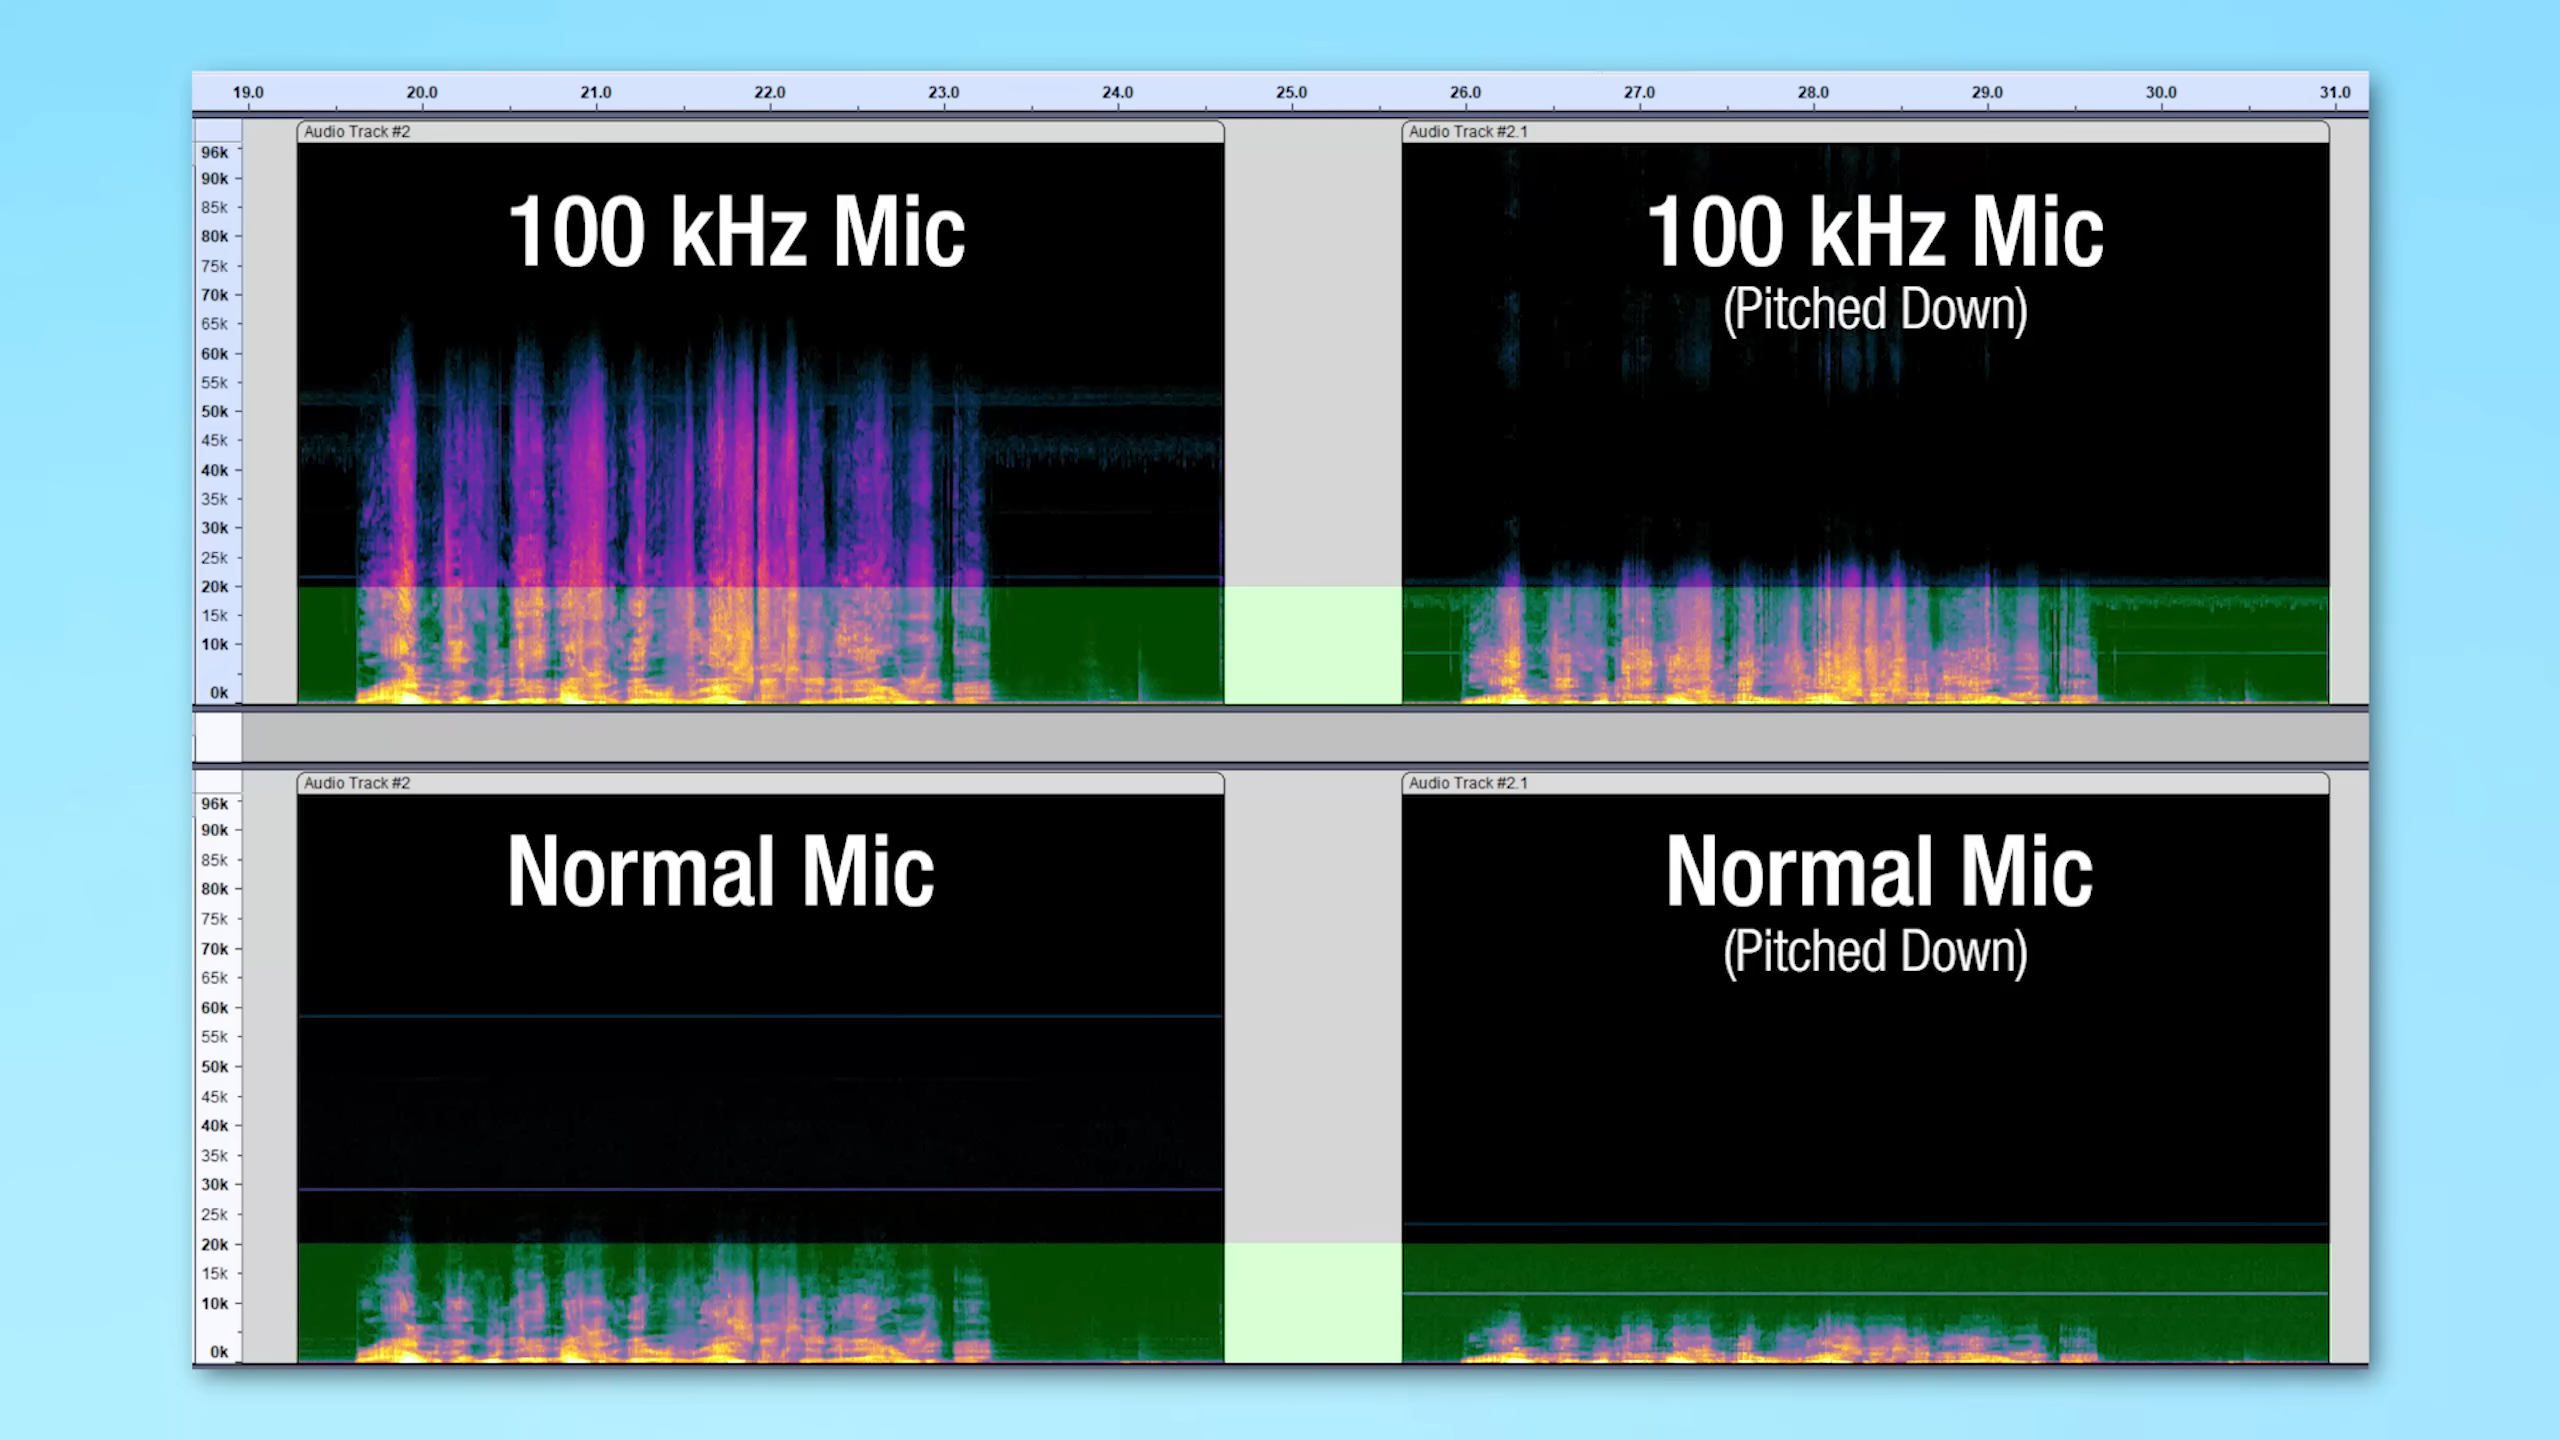 19.0 20.0 21.0 22.0 23.0 24.0 25.0 26.0 27.0 28.0 29.0 30.0 31.0
Audio Track #2
Audio Track #2.1
96k
90k
85k
80k
75k
70k
65k
60k
55k
50k
45k
40k
35k
30k
25k
20k
15k
10k
0k
100 kHz Mic
100 kHz Mic
(Pitched Down)
Audio Track #2
Audio Track #2.1
96k
90k
85k
80k
75k
70k
65k
60k
55k
50k
45k
40k
35k
30k
25k
20k
15k
10k
0k
Normal Mic
Normal Mic
(Pitched Down)